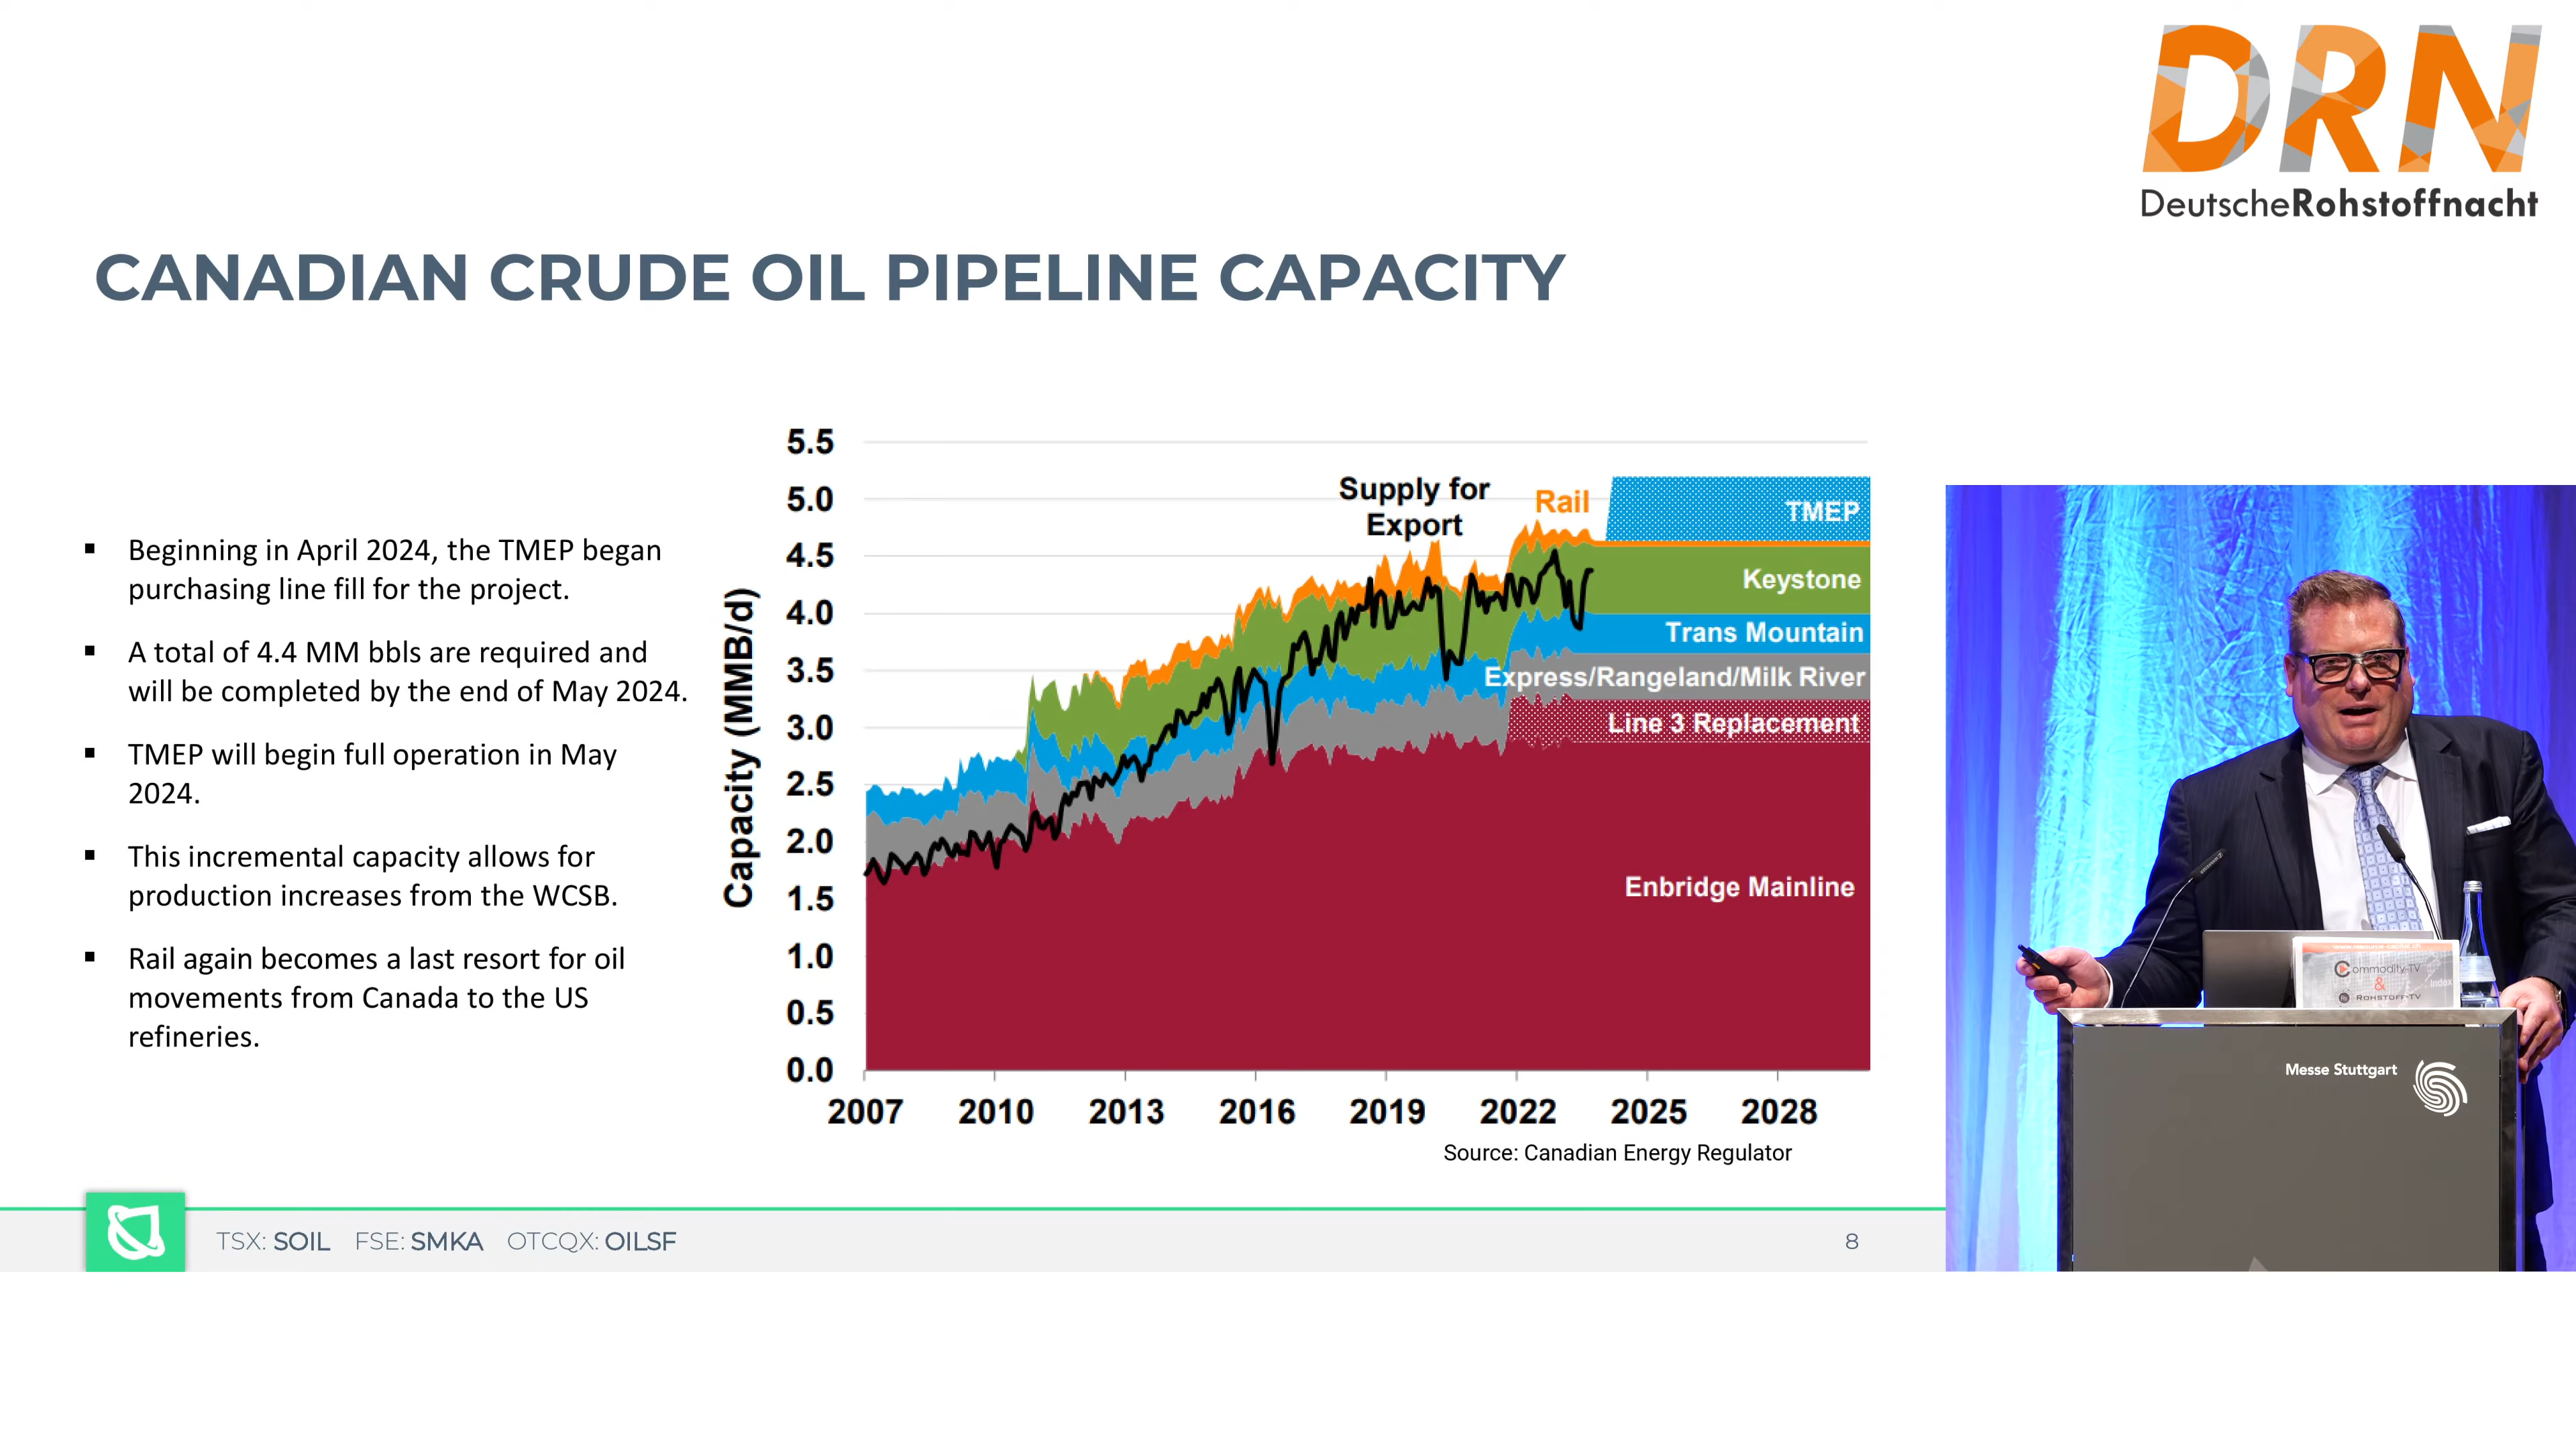 DRN
DeutscheRohstoffnacht
CANADIAN CRUDE OIL PIPELINE CAPACITY
▪ Beginning in April 2024, the TMEP began
purchasing line fill for the project.
▪ A total of 4.4 MM bbls are required and
will be completed by the end of May 2024.
▪ TMEP will begin full operation in May
2024.
▪ This incremental capacity allows for
production increases from the WCSB.
▪ Rail again becomes a last resort for oil
movements from Canada to the US
refineries.
Capacity (MMB/d)
5.5
5.0
4.5
4.0
3.5
3.0
2.5
2.0
1.5
1.0
0.5
0.0
Supply for
Export
Rail
TMEP
Keystone
Trans Mountain
Express/Rangeland/Milk River
Line 3 Replacement
Enbridge Mainline
2007 2010 2013 2016 2019 2022 2025 2028
Source: Canadian Energy Regulator
Commodity-TV
&
ROHSTOFF-TV
Messe Stuttgart
TSX: SOIL FSE: SMKA OTCQX: OILSF
8